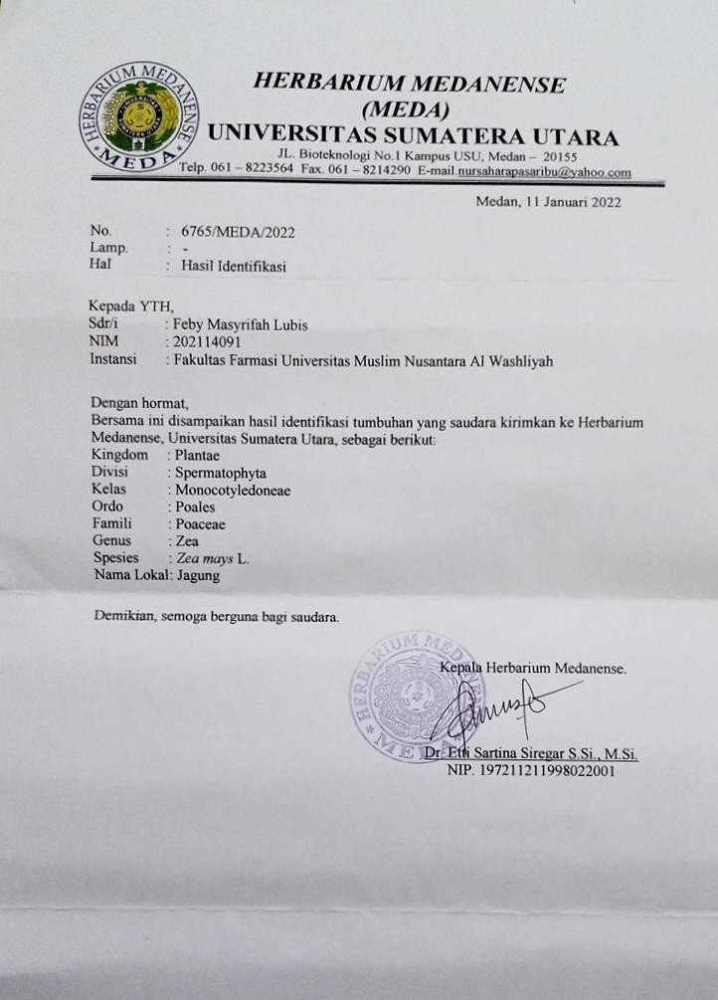 HERBARIUM MEDANENSE
(MEDA)
UNIVERSITAS SUMATERA UTARA
JL. Bioteknologi No.1 Kampus USU, Medan – 20155
Telp. 061 – 8223564 Fax. 061 – 8214290 E-mail.nursaharapasaribu@yahoo.com
HERBARIUM MEDANENSE
* MEDA *
UNIVERSITAS
SUMATERA UTARA
Medan, 11 Januari 2022
No. : 6765/MEDA/2022
Lamp. : -
Hal : Hasil Identifikasi
Kepada YTH,
Sdr/i : Feby Masyrifah Lubis
NIM : 202114091
Instansi : Fakultas Farmasi Universitas Muslim Nusantara Al Washliyah
Dengan hormat,
Bersama ini disampaikan hasil identifikasi tumbuhan yang saudara kirimkan ke Herbarium
Medanense, Universitas Sumatera Utara, sebagai berikut:
Kingdom : Plantae
Divisi : Spermatophyta
Kelas : Monocotyledoneae
Ordo : Poales
Famili : Poaceae
Genus : Zea
Spesies : Zea mays L.
Nama Lokal: Jagung
Demikian, semoga berguna bagi saudara.
Kepala Herbarium Medanense.
HERBARIUM MEDANENSE
* MEDA *
Dr. Etti Sartina Siregar S.Si., M.Si.
NIP. 197211211998022001